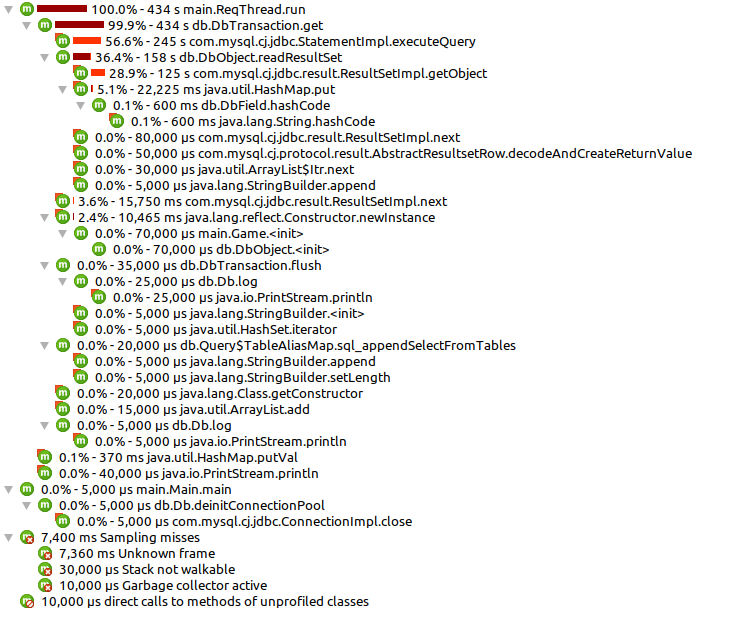 100.0% - 434 s main.ReqThread.run
99.9% - 434 s db.DbTransaction.get
56.6% - 245 s com.mysql.cj.jdbc.StatementImpl.executeQuery
36.4% - 158 s db.DbObject.readResultSet
28.9% - 125 s com.mysql.cj.jdbc.result.ResultSetImpl.getObject
5.1% - 22,225 ms java.util.HashMap.put
0.1% - 600 ms db.DbField.hashCode
0.1% - 600 ms java.lang.String.hashCode
0.0% - 80,000 µs com.mysql.cj.jdbc.result.ResultSetImpl.next
0.0% - 50,000 µs com.mysql.cj.protocol.result.AbstractResultsetRow.decodeAndCreateReturnValue
0.0% - 30,000 µs java.util.ArrayList$Itr.next
0.0% - 5,000 µs java.lang.StringBuilder.append
3.6% - 15,750 ms com.mysql.cj.jdbc.result.ResultSetImpl.next
2.4% - 10,465 ms java.lang.reflect.Constructor.newInstance
0.0% - 70,000 µs main.Game.<init>
0.0% - 70,000 µs db.DbObject.<init>
0.0% - 35,000 µs db.DbTransaction.flush
0.0% - 25,000 µs db.Db.log
0.0% - 25,000 µs java.io.PrintStream.println
0.0% - 5,000 µs java.lang.StringBuilder.<init>
0.0% - 5,000 µs java.util.HashSet.iterator
0.0% - 20,000 µs db.Query$TableAliasMap.sql_appendSelectFromTables
0.0% - 5,000 µs java.lang.StringBuilder.append
0.0% - 5,000 µs java.lang.StringBuilder.setLength
0.0% - 20,000 µs java.lang.Class.getConstructor
0.0% - 15,000 µs java.util.ArrayList.add
0.0% - 5,000 µs db.Db.log
0.0% - 5,000 µs java.io.PrintStream.println
0.1% - 370 ms java.util.HashMap.putVal
0.0% - 40,000 µs java.io.PrintStream.println
0.0% - 5,000 µs main.Main.main
0.0% - 5,000 µs db.Db.deinitConnectionPool
0.0% - 5,000 µs com.mysql.cj.jdbc.ConnectionImpl.close
7,400 ms Sampling misses
7,360 ms Unknown frame
30,000 µs Stack not walkable
10,000 µs Garbage collector active
10,000 µs direct calls to methods of unprofiled classes